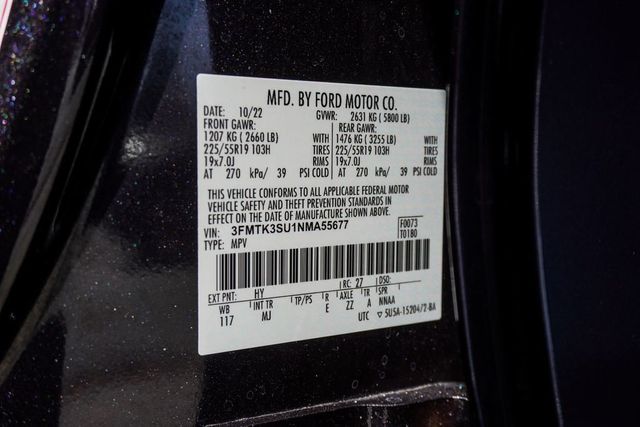 MFD. BY FORD MOTOR CO.
DATE: 10/22 GVWR: 2631 KG ( 5800 LB)
FRONT GAWR: REAR GAWR:
1207 KG ( 2660 LB) WITH 1476 KG ( 3255 LB) WITH
225/55R19 103H TIRES 225/55R19 103H TIRES
19x7.0J RIMS 19x7.0J RIMS
AT 270 kPa/ 39 PSI COLD AT 270 kPa/ 39 PSI COLD
THIS VEHICLE CONFORMS TO ALL APPLICABLE FEDERAL MOTOR
VEHICLE SAFETY AND THEFT PREVENTION STANDARDS IN
EFFECT ON THE DATE OF MANUFACTURE SHOWN ABOVE.
VIN: 3FMTK3SU1NMA55677 F0073
TYPE: MPV T0180
EXT PNT: HY RC: 27 DSO:
WB INT TR TP/PS R AXLE TR SPR
117 MJ E ZZ A NNAA
UTC ▽ 5USA-15204/2-BA